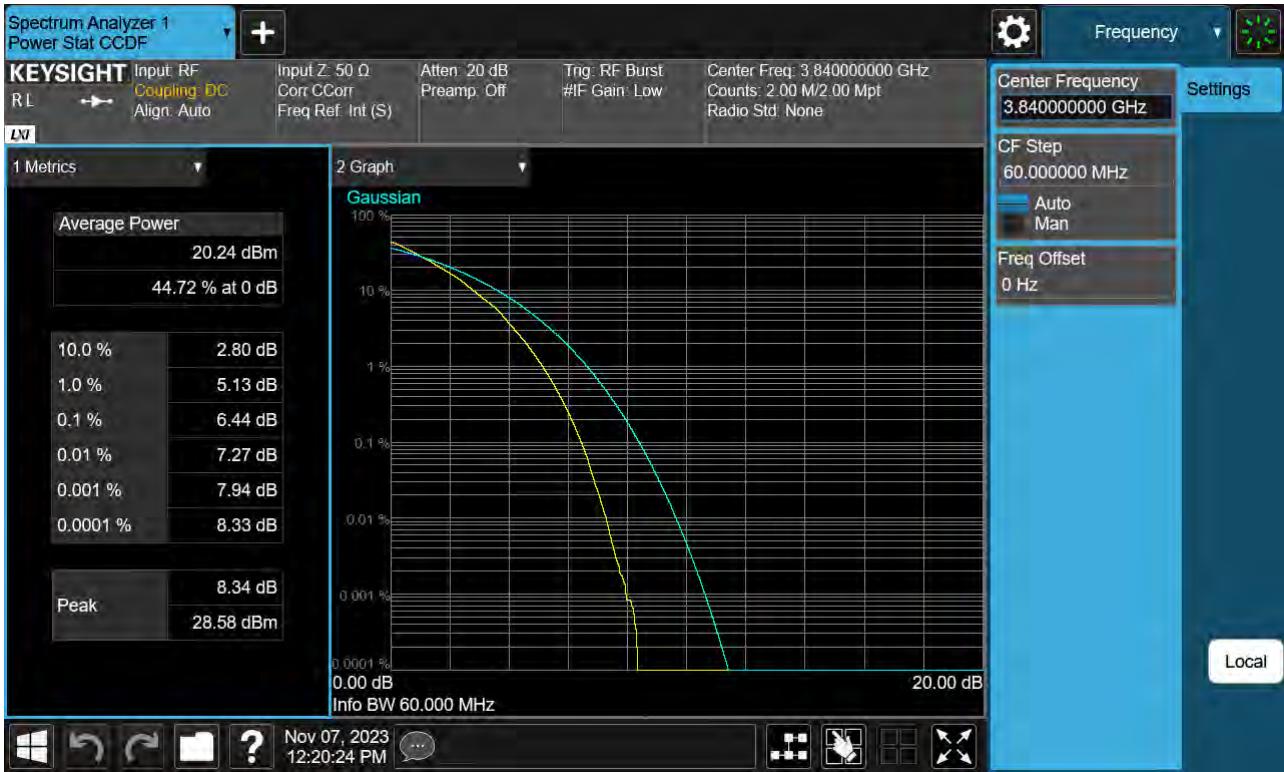 Spectrum Analyzer 1
Power Stat CCDF
Frequency
KEYSIGHT
RL
LXI
Input: RF
Coupling: DC
Align: Auto
Input Z: 50 Ω
Corr CCorr
Freq Ref: Int (S)
Atten: 20 dB
Preamp: Off
Trig: RF Burst
#IF Gain: Low
Center Freq: 3.840000000 GHz
Counts: 2.00 M/2.00 Mpt
Radio Std: None
Center Frequency
3.840000000 GHz
Settings
CF Step
60.000000 MHz
Auto
Man
Freq Offset
0 Hz
1 Metrics
Average Power
20.24 dBm
44.72 % at 0 dB
10.0 % 2.80 dB
1.0 % 5.13 dB
0.1 % 6.44 dB
0.01 % 7.27 dB
0.001 % 7.94 dB
0.0001 % 8.33 dB
Peak
8.34 dB
28.58 dBm
2 Graph
Gaussian
100 %
10 %
1 %
0.1 %
0.01 %
0.001 %
0.0001 %
0.00 dB 20.00 dB
Info BW 60.000 MHz
Local
?
Nov 07, 2023
12:20:24 PM